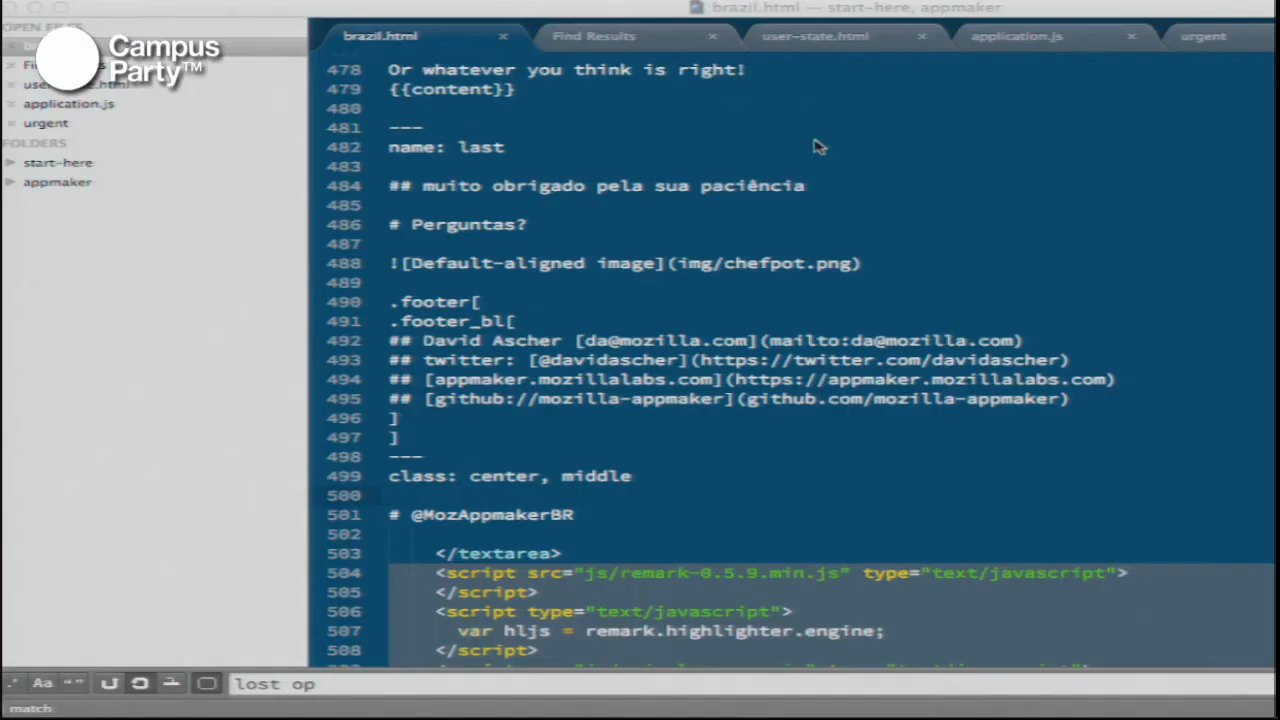 brazil.html — start-here, appmaker
OPEN FILES
Campus
Party™
application.js
urgent
FOLDERS
start-here
appmaker
brazil.html
Find Results
user-state.html
application.js
urgent
478 Or whatever you think is right!
479 {{content}}
480
481 ---
482 name: last
483
484 ## muito obrigado pela sua paciência
485
486 # Perguntas?
487
488 ![Default-aligned image](img/chefpot.png)
489
490 .footer[
491 .footer_bl[
492 ## David Ascher [da@mozilla.com](mailto:da@mozilla.com)
493 ## twitter: [@davidascher](https://twitter.com/davidascher)
494 ## [appmaker.mozillalabs.com](https://appmaker.mozillalabs.com)
495 ## [github://mozilla-appmaker](github.com/mozilla-appmaker)
496 ]
497 ]
498 ---
499 class: center, middle
500
501 # @MozAppmakerBR
502
503 </textarea>
504 <script src="js/remark-0.5.9.min.js" type="text/javascript">
505 </script>
506 <script type="text/javascript">
507 var hljs = remark.highlighter.engine;
508 </script>
.* Aa “”
lost op
match